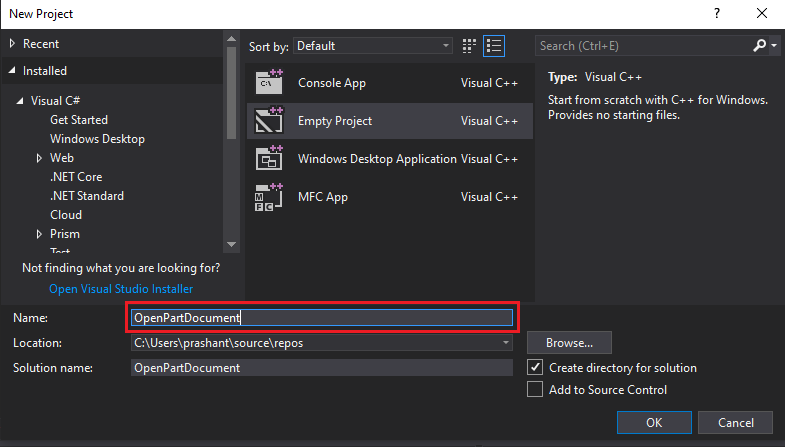 New Project
?
Recent
Installed
Visual C#
Get Started
Windows Desktop
Web
.NET Core
.NET Standard
Cloud
Prism
Test
Not finding what you are looking for?
Open Visual Studio Installer
Sort by: Default
C:\
Console App Visual C++
Empty Project Visual C++
Windows Desktop Application Visual C++
MFC
MFC App Visual C++
Search (Ctrl+E)
Type: Visual C++
Start from scratch with C++ for Windows.
Provides no starting files.
Name: OpenPartDocument
Location: C:\Users\prashant\source\repos
Browse...
Solution name: OpenPartDocument
Create directory for solution
Add to Source Control
OK Cancel